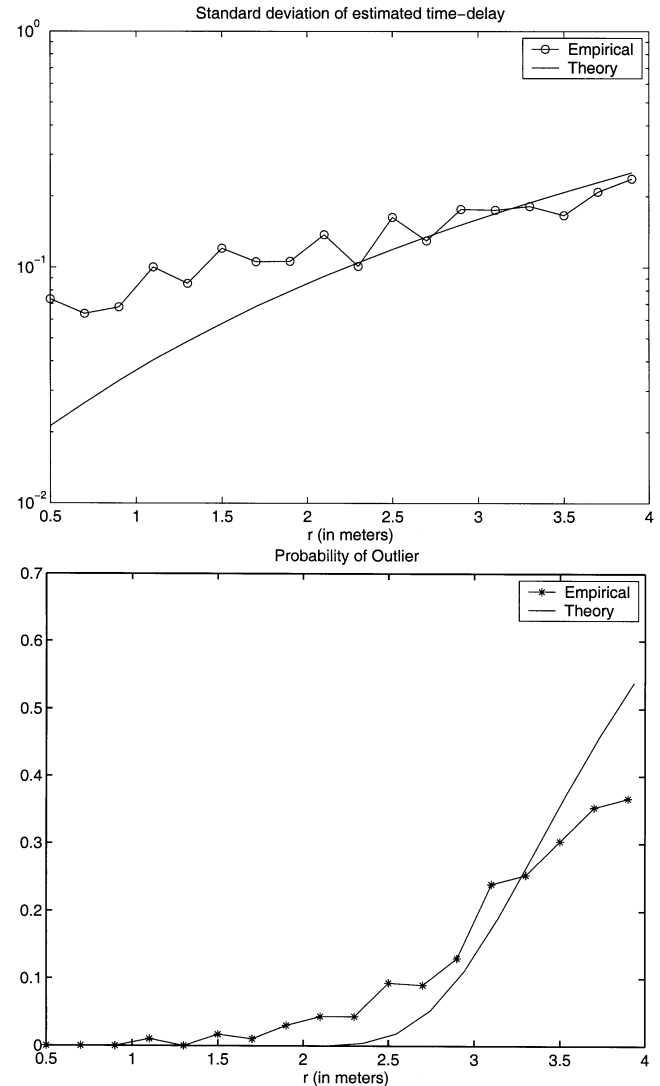 Standard deviation of estimated time−delay
10^0
Empirical
Theory
10^−1
10^−2
0.5 1 1.5 2 2.5 3 3.5 4
r (in meters)
Probability of Outlier
0.7
Empirical
Theory
0.6
0.5
0.4
0.3
0.2
0.1
0
0.5 1 1.5 2 2.5 3 3.5 4
r (in meters)